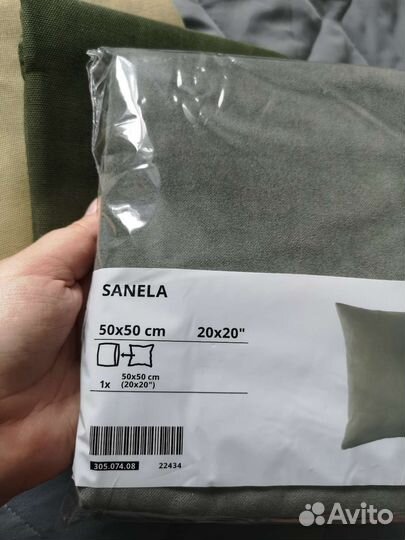 SANELA
50x50 cm 20x20"
50x50 cm
1x (20x20")
305.074.08 22434
Avito